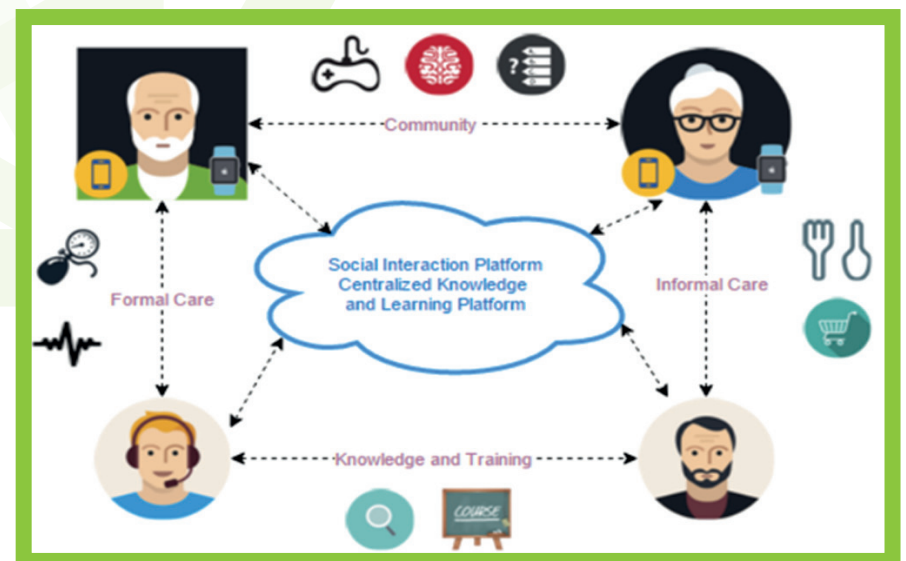 ?
Community
Social Interaction Platform
Centralized Knowledge
and Learning Platform
Formal Care
Informal Care
Knowledge and Training
COURSE